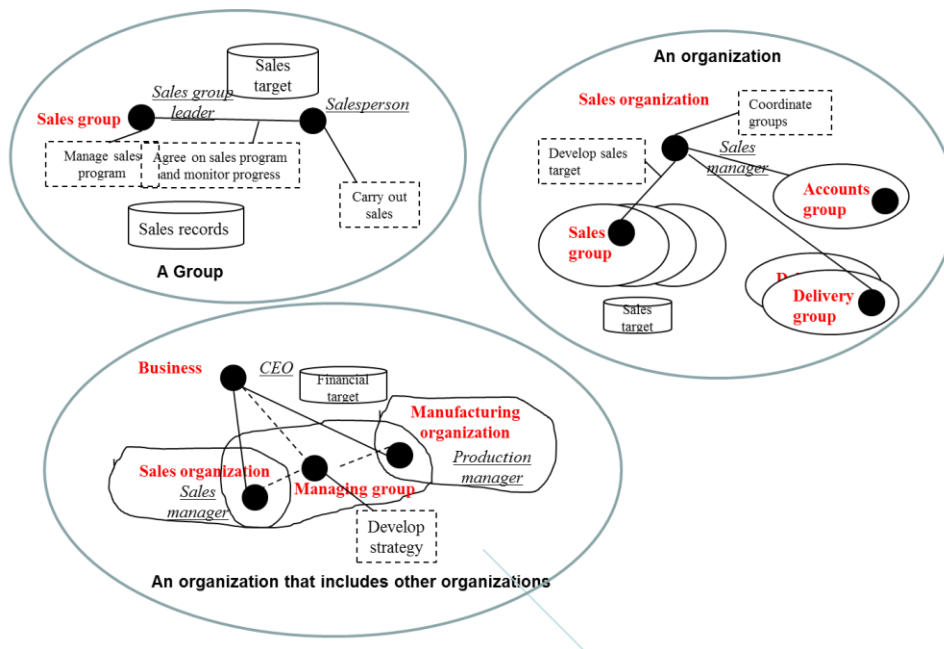 Sales
target
Sales group
leader
Salesperson
Sales group
Manage sales
program
Agree on sales program
and monitor progress
Carry out
sales
Sales records
A Group
An organization
Sales organization
Coordinate
groups
Develop sales
target
Sales
manager
Accounts
group
Sales
group
Delivery
group
Sales
target
Business
CEO
Financial
target
Manufacturing
organization
Production
manager
Sales organization
Sales
manager
Managing group
Develop
strategy
An organization that includes other organizations